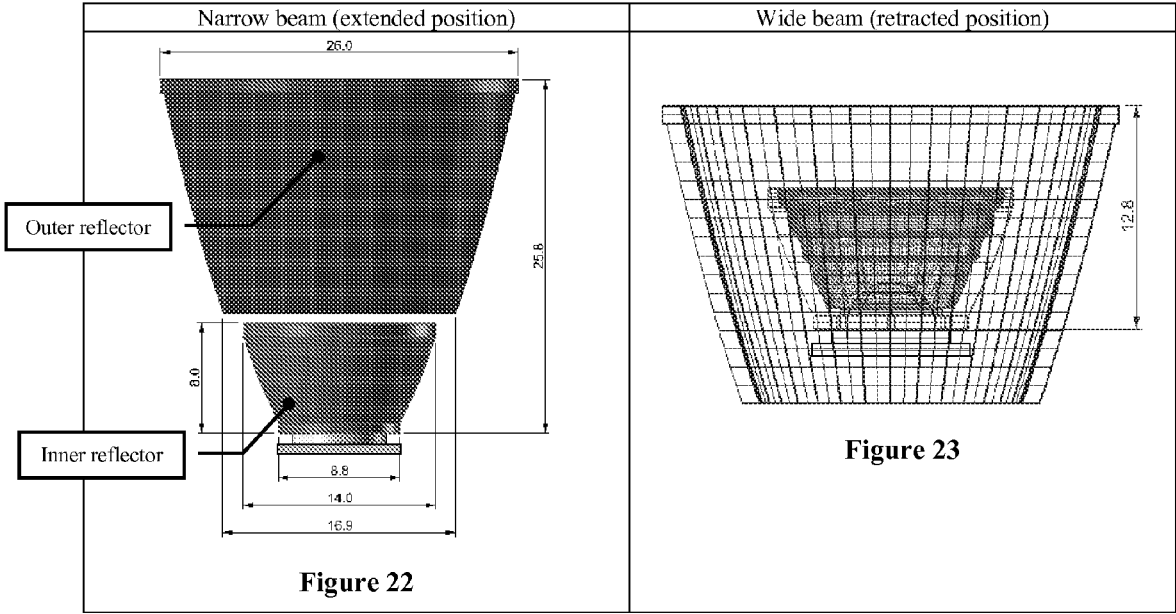 Narrow beam (extended position)
Wide beam (retracted position)
26.0
Outer reflector
25.8
12.8
8.0
Inner reflector
8.8
14.0
16.9
Figure 22
Figure 23